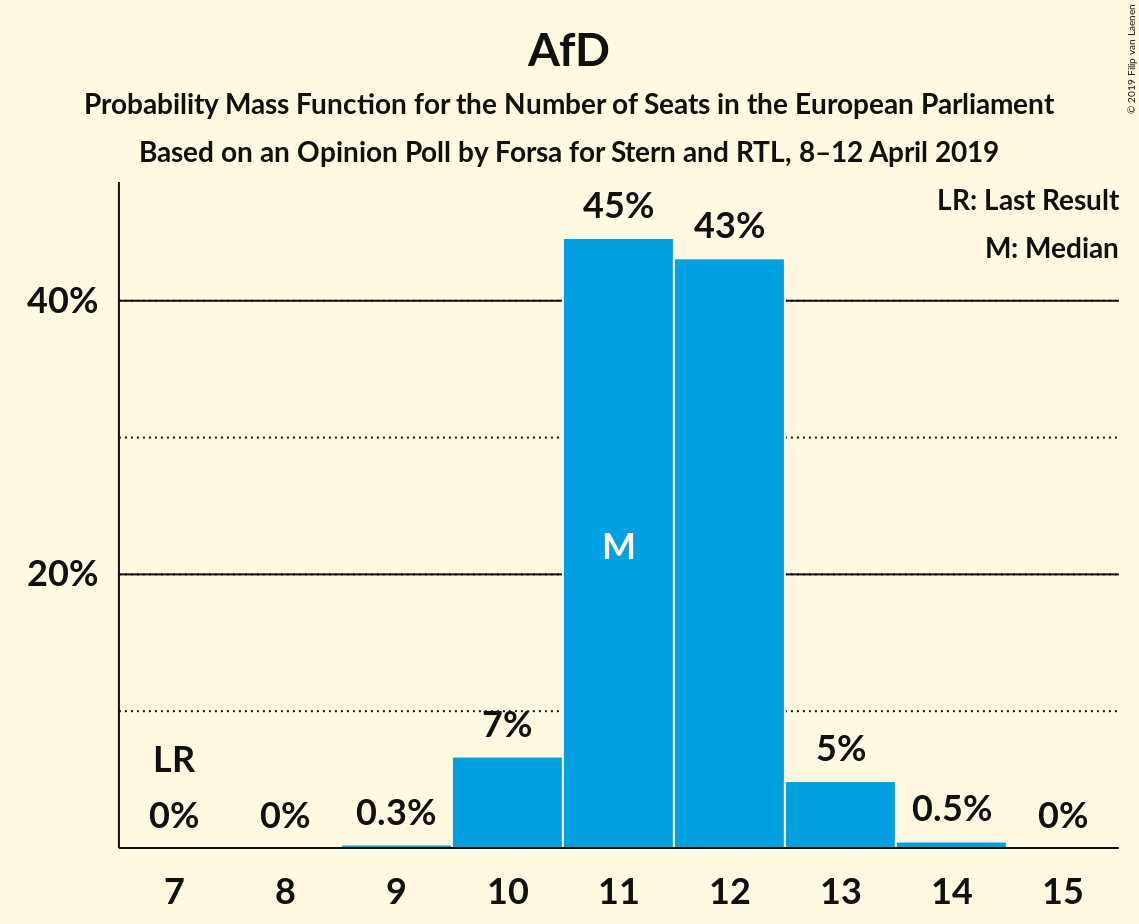 AfD
Probability Mass Function for the Number of Seats in the European Parliament
Based on an Opinion Poll by Forsa for Stern and RTL, 8–12 April 2019
© 2019 Filip van Laenen
LR: Last Result
M: Median
45%
43%
40%
M
20%
7%
5%
LR
0%
0%
0.3%
0.5%
0%
7
8
9
10
11
12
13
14
15